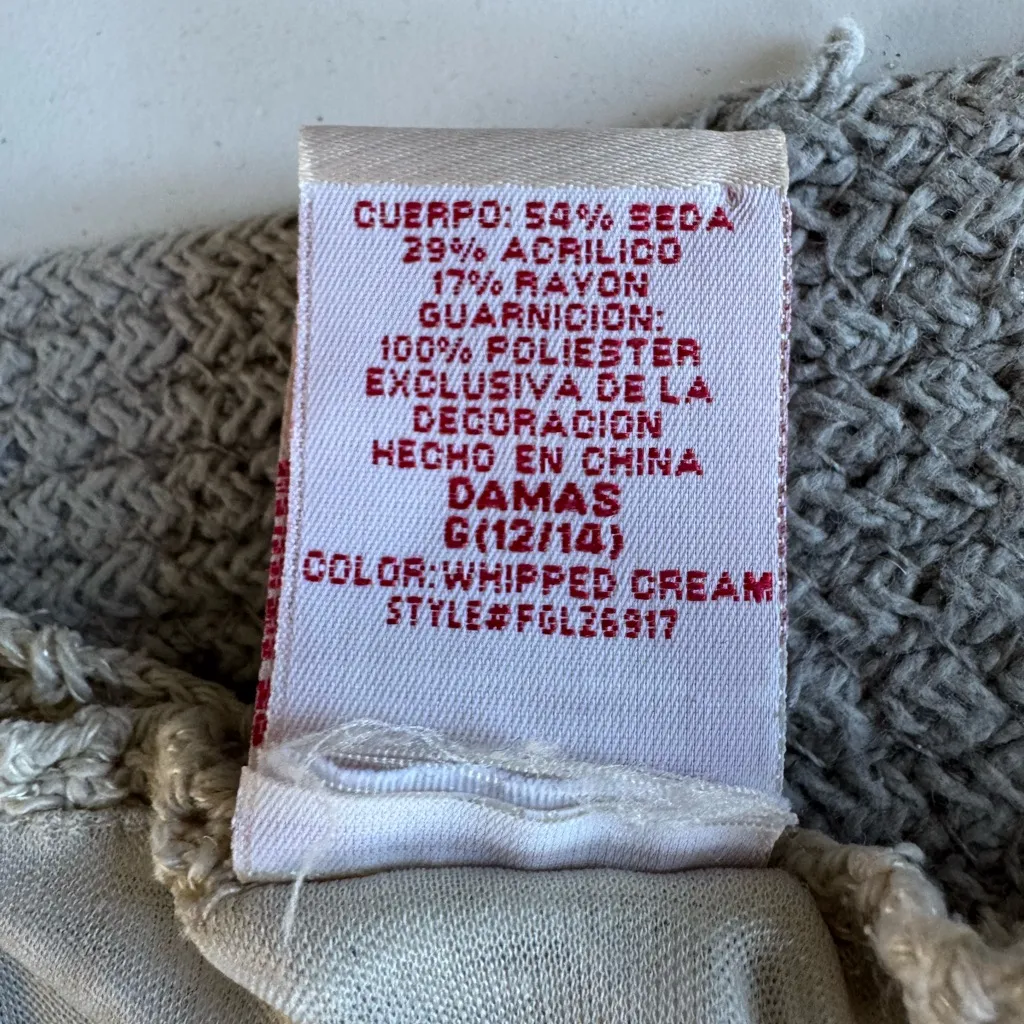 CUERPO: 54% SEDA
29% ACRILICO
17% RAYON
GUARNICION:
100% POLIESTER
EXCLUSIVA DE LA
DECORACION
HECHO EN CHINA
DAMAS
G(12/14)
COLOR:WHIPPED CREAM
STYLE#FGL26917